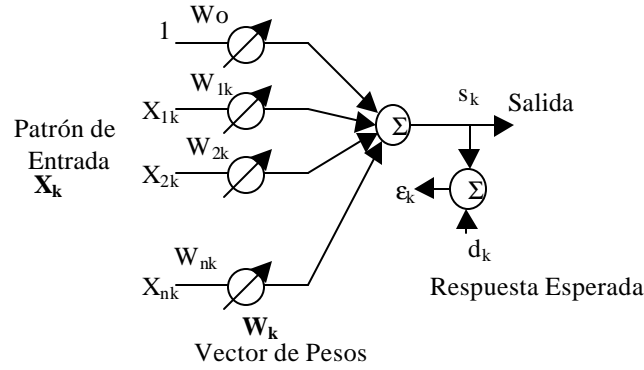 Wo
1
W1k
X1k
W2k
X2k
Wnk
Xnk
Patrón de
Entrada
Xk
Wk
Vector de Pesos
Σ
sk
Salida
Σ
εk
dk
Respuesta Esperada